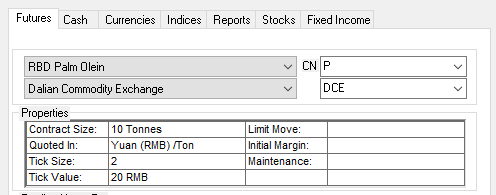 Futures Cash Currencies Indices Reports Stocks Fixed Income
RBD Palm Olein CN P
Dalian Commodity Exchange DCE
Properties
Contract Size: 10 Tonnes Limit Move:
Quoted In: Yuan (RMB) /Ton Initial Margin:
Tick Size: 2 Maintenance:
Tick Value: 20 RMB